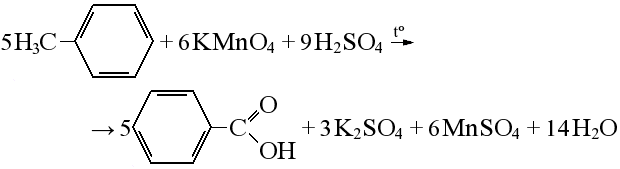 5H₃C + 6KMnO₄ + 9H₂SO₄ t° →
→ 5 C O OH + 3K₂SO₄ + 6MnSO₄ + 14H₂O